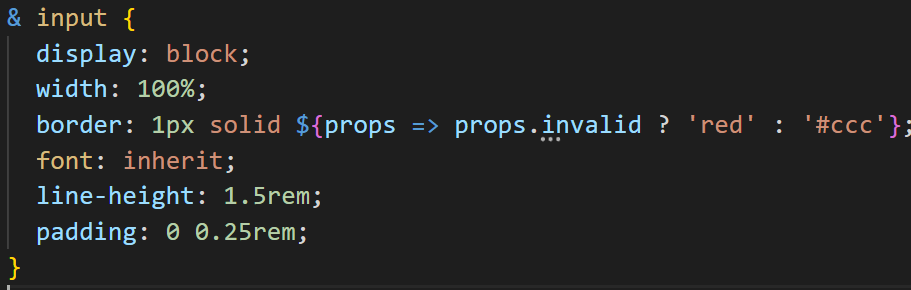 & input {
  display: block;
  width: 100%;
  border: 1px solid ${props => props.invalid ? 'red' : '#ccc'};
  font: inherit;
  line-height: 1.5rem;
  padding: 0 0.25rem;
}